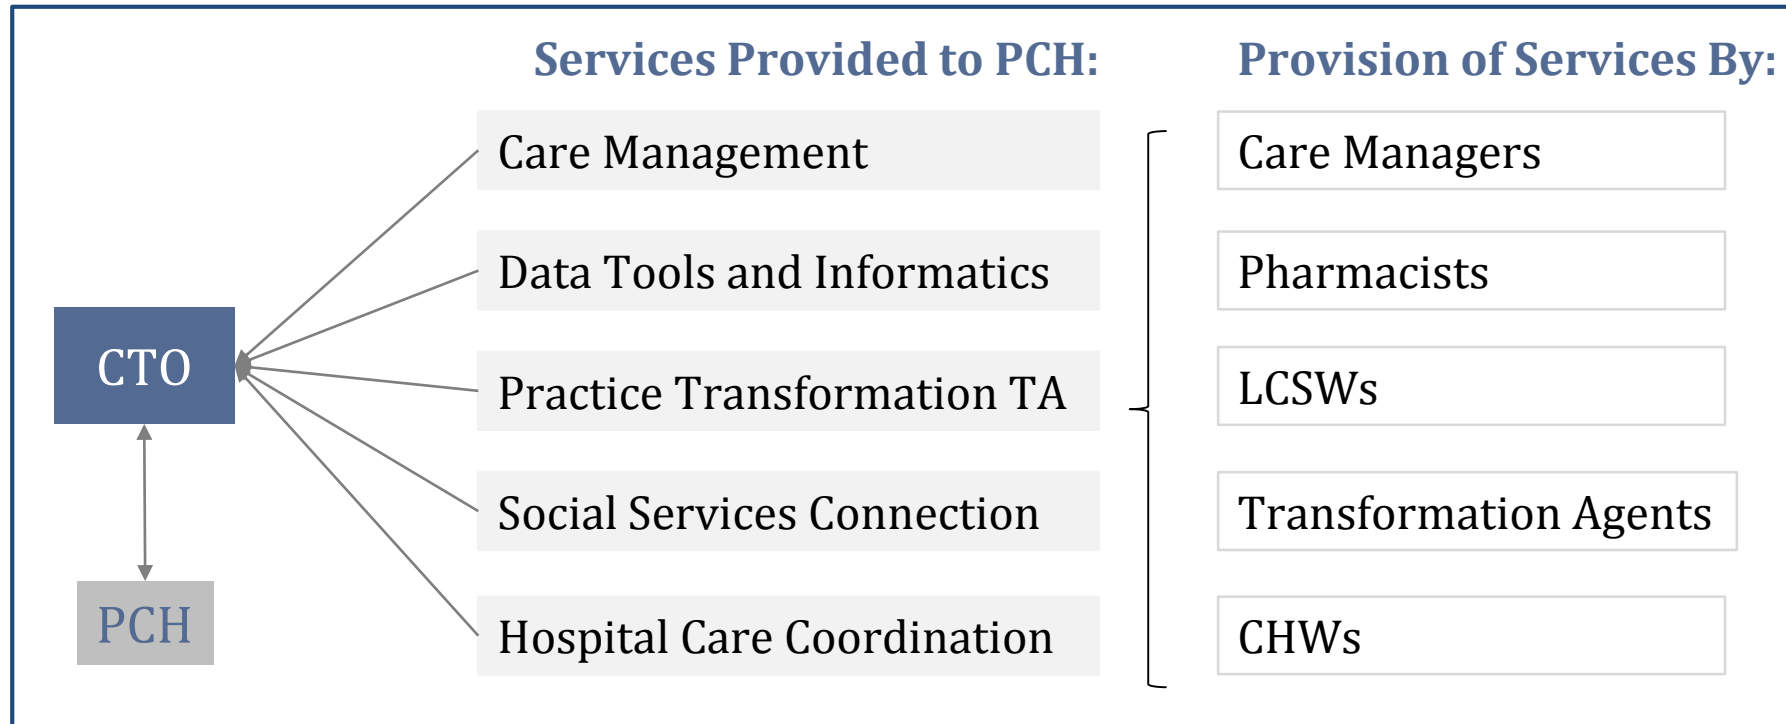 Services Provided to PCH:
Provision of Services By:
Care Management
Care Managers
Data Tools and Informatics
Pharmacists
CTO
Practice Transformation TA
LCSWs
Social Services Connection
Transformation Agents
PCH
Hospital Care Coordination
CHWs